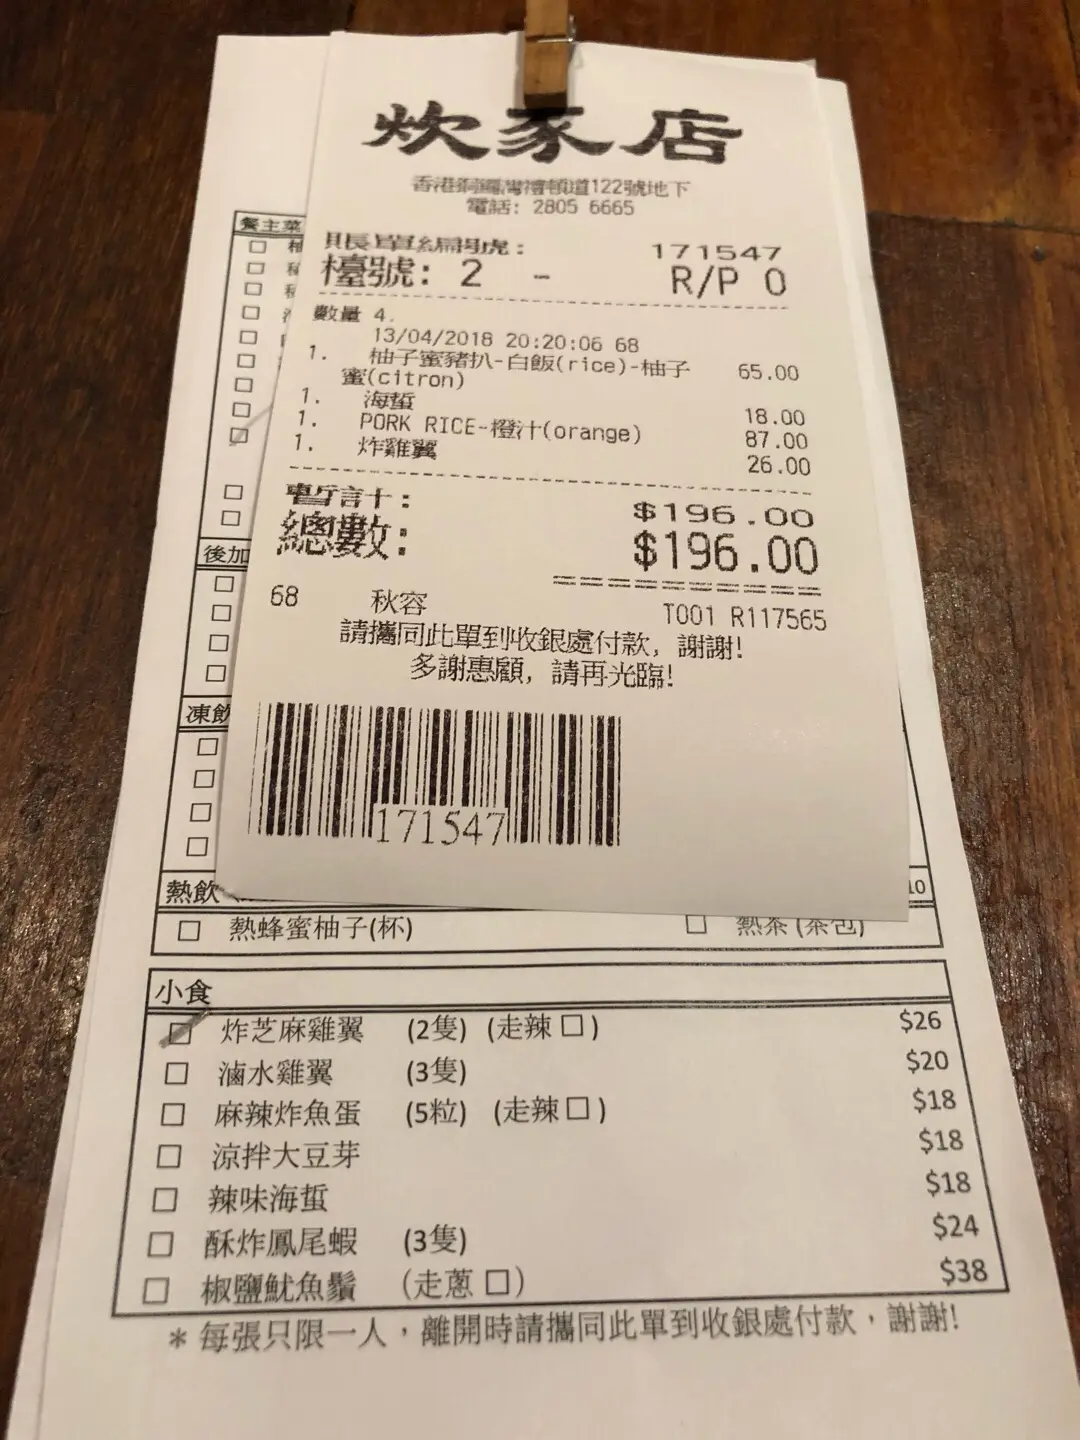 炊家店
香港銅鑼灣禮頓道122號地下
電話: 2805 6665
賬單編號: 171547
檯號: 2 - R/P 0
數量 4.
13/04/2018 20:20:06 68
1. 柚子蜜豬扒-白飯(rice)-柚子 65.00
蜜(citron)
1. 海蜇 18.00
1. PORK RICE-橙汁(orange) 87.00
1. 炸雞翼 26.00
暫計: $196.00
總數: $196.00
68 秋容 T001 R117565
請攜同此單到收銀處付款, 謝謝!
多謝惠顧, 請再光臨!
171547
餐主菜
後加
凍飲
熱飲 10
□ 熱蜂蜜柚子(杯) □ 熱茶 (茶包)
小食
□ 炸芝麻雞翼 (2隻) (走辣 □) $26
□ 滷水雞翼 (3隻) $20
□ 麻辣炸魚蛋 (5粒) (走辣 □) $18
□ 涼拌大豆芽 $18
□ 辣味海蜇 $18
□ 酥炸鳳尾蝦 (3隻) $24
□ 椒鹽魷魚鬚 (走蔥 □) $38
* 每張只限一人，離開時請攜同此單到收銀處付款，謝謝!